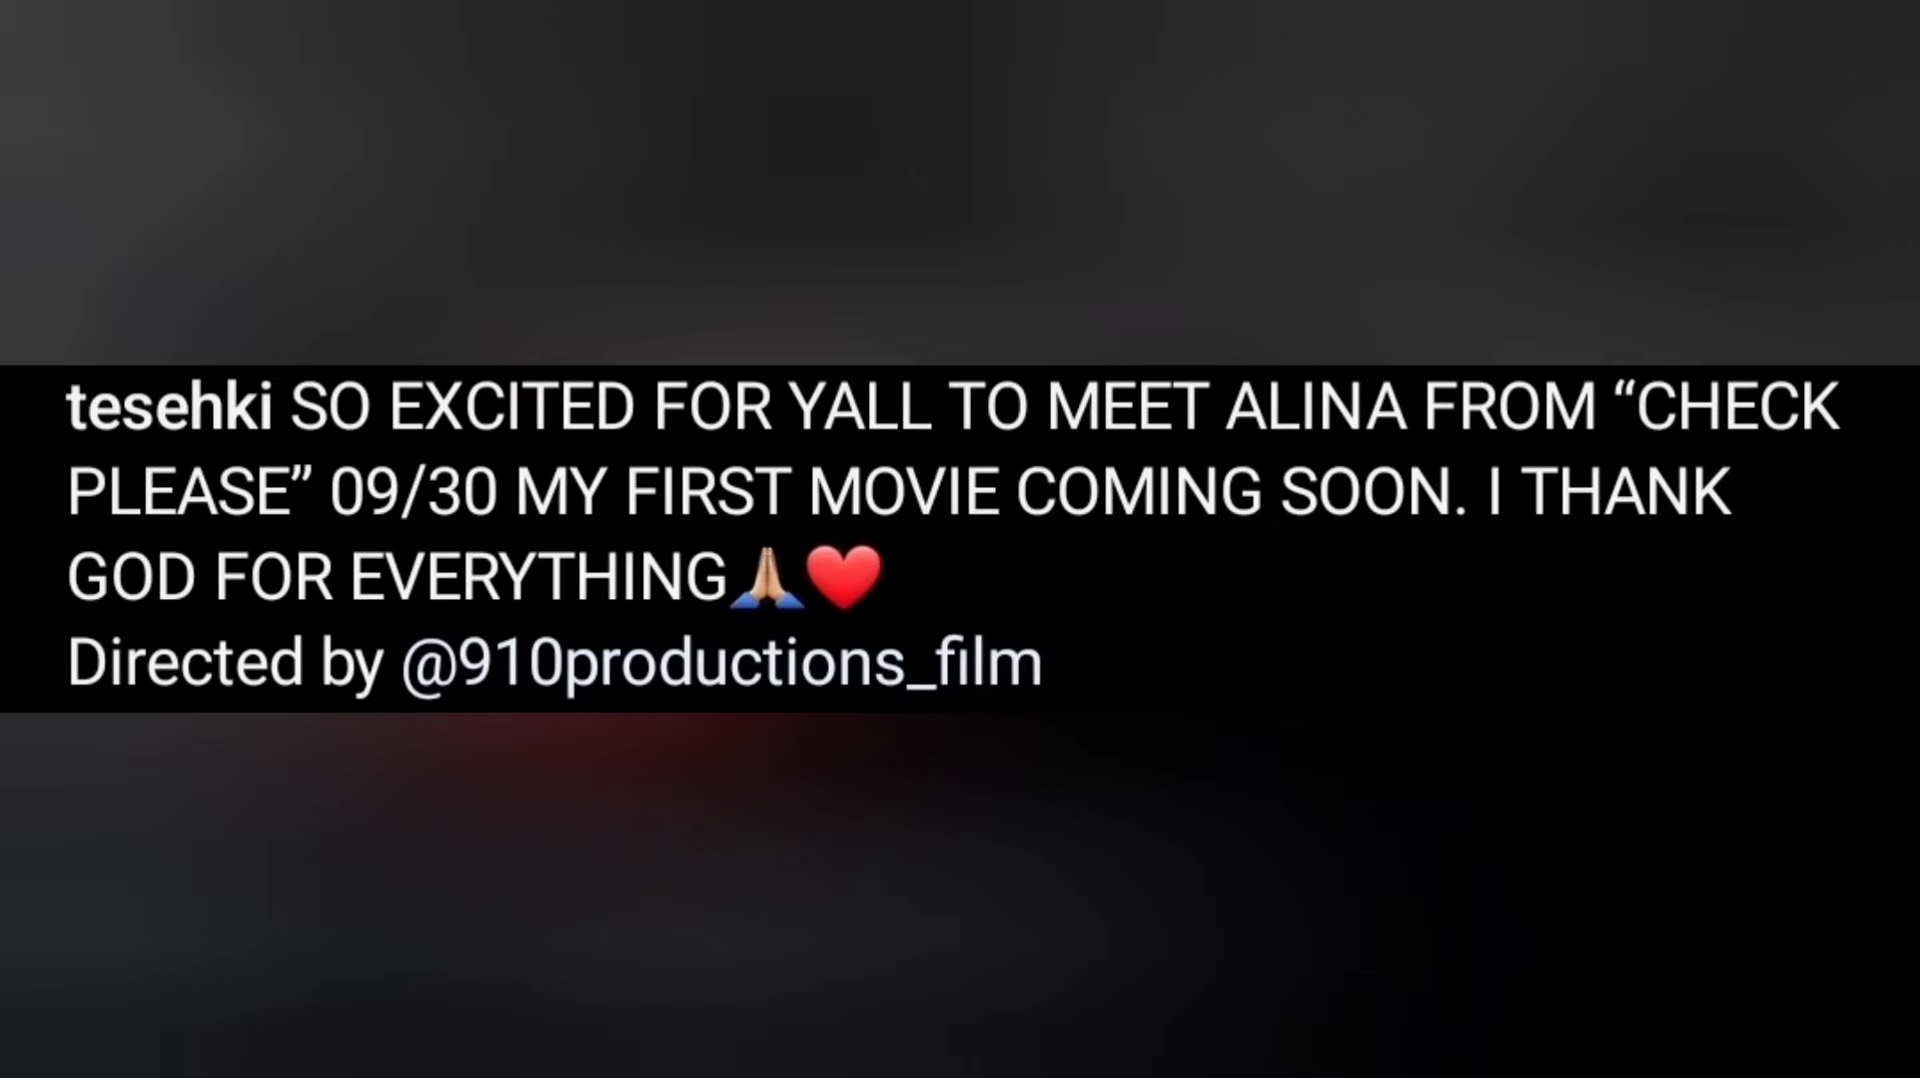 tesehki SO EXCITED FOR YALL TO MEET ALINA FROM “CHECK
PLEASE” 09/30 MY FIRST MOVIE COMING SOON. I THANK
GOD FOR EVERYTHING🙏🏼❤️
Directed by @910productions_film